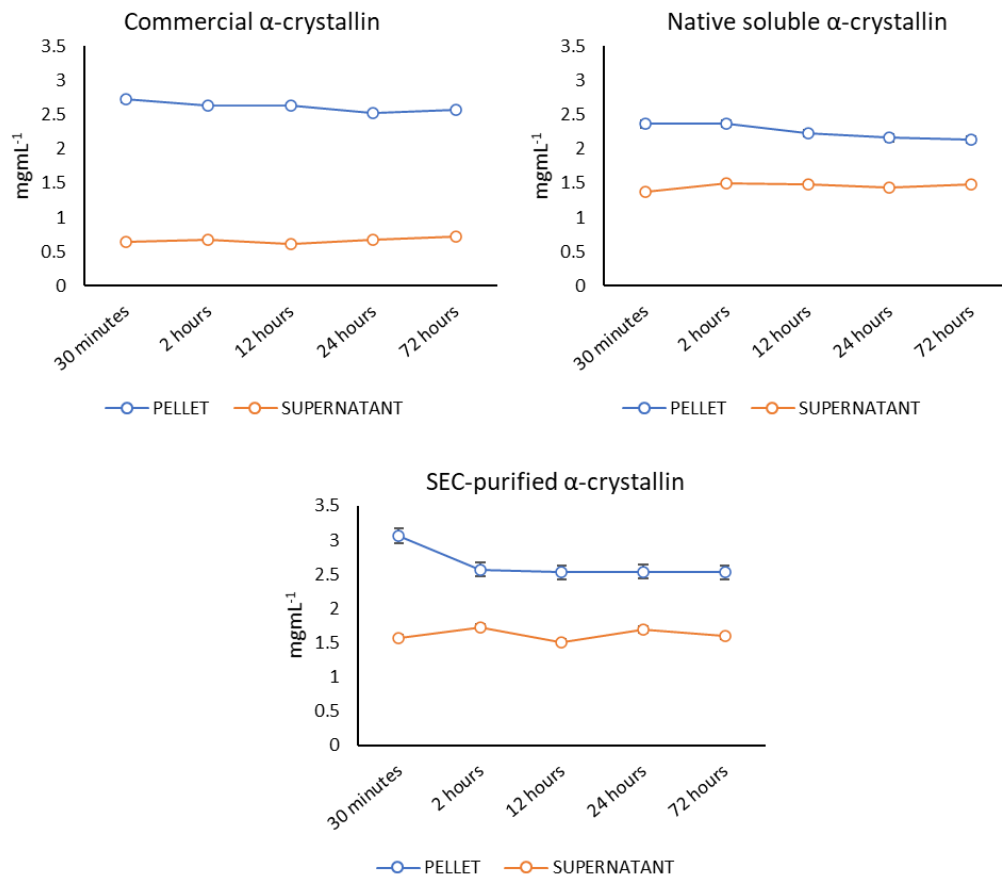 Commercial α-crystallin
3.5
3
2.5
2
1.5
1
0.5
0
mgmL⁻¹
30 minutes
2 hours
12 hours
24 hours
72 hours
PELLET SUPERNATANT
Native soluble α-crystallin
3.5
3
2.5
2
1.5
1
0.5
0
mgmL⁻¹
30 minutes
2 hours
12 hours
24 hours
72 hours
PELLET SUPERNATANT
SEC-purified α-crystallin
3.5
3
2.5
2
1.5
1
0.5
0
mgmL⁻¹
30 minutes
2 hours
12 hours
24 hours
72 hours
PELLET SUPERNATANT